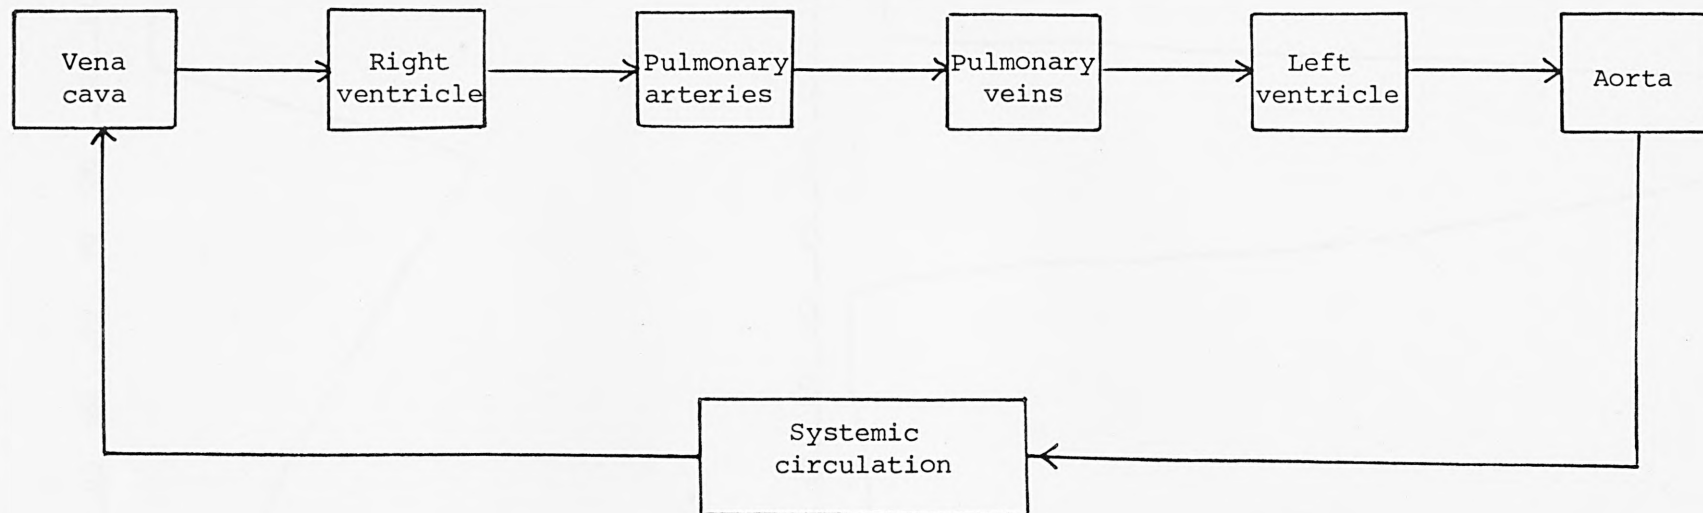 Vena
cava
Right
ventricle
Pulmonary
arteries
Pulmonary
veins
Left
ventricle
Aorta
Systemic
circulation